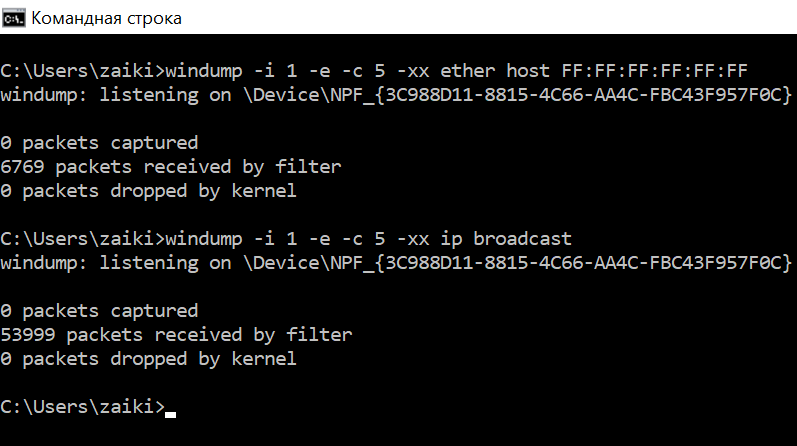 Командная строка
C:\Users\zaiki>windump -i 1 -e -c 5 -xx ether host FF:FF:FF:FF:FF:FF
windump: listening on \Device\NPF_{3C988D11-8815-4C66-AA4C-FBC43F957F0C}
0 packets captured
6769 packets received by filter
0 packets dropped by kernel
C:\Users\zaiki>windump -i 1 -e -c 5 -xx ip broadcast
windump: listening on \Device\NPF_{3C988D11-8815-4C66-AA4C-FBC43F957F0C}
0 packets captured
53999 packets received by filter
0 packets dropped by kernel
C:\Users\zaiki>